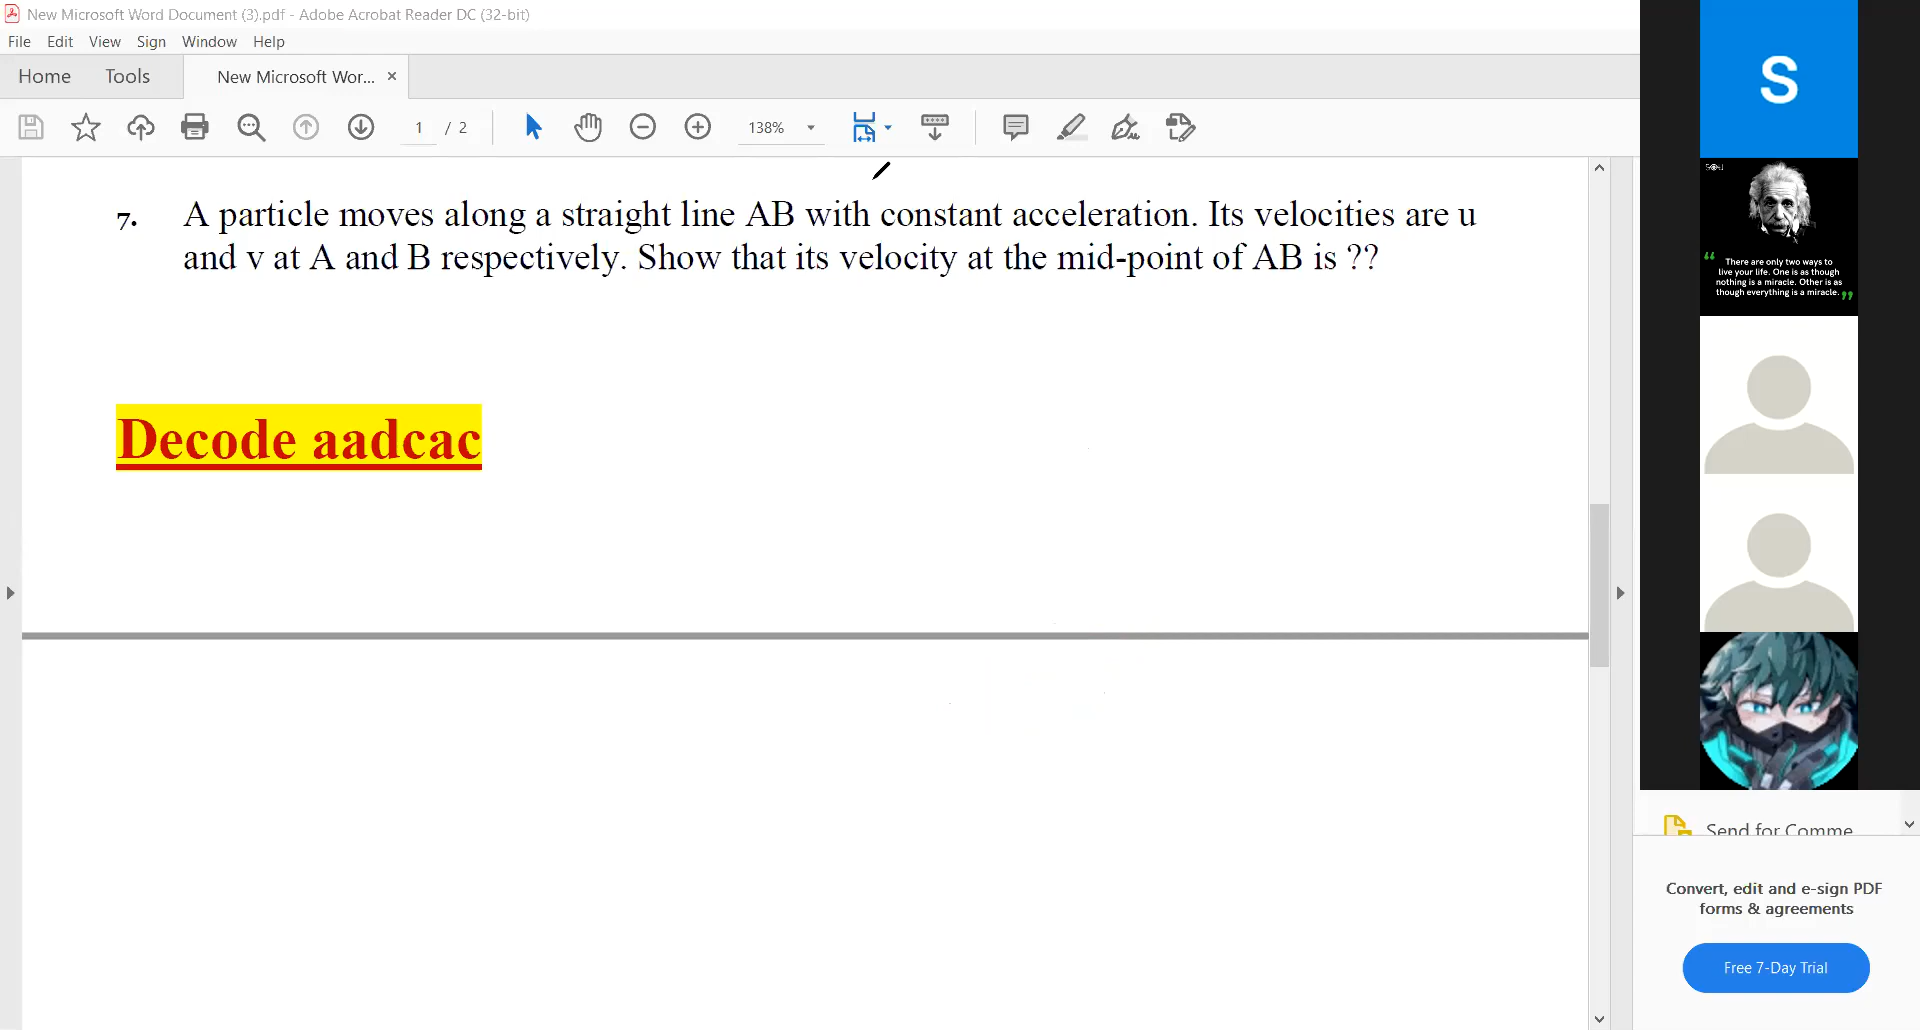 New Microsoft Word Document (3).pdf - Adobe Acrobat Reader DC (32-bit)
File Edit View Sign Window Help
Home Tools New Microsoft Wor... ×
1 / 2 138%
7. A particle moves along a straight line AB with constant acceleration. Its velocities are u
and v at A and B respectively. Show that its velocity at the mid-point of AB is ??
Decode aadcac
S
“ There are only two ways to
live your life. One is as though
nothing is a miracle. Other is as
though everything is a miracle. ”
Send for Comme
Convert, edit and e-sign PDF
forms & agreements
Free 7-Day Trial